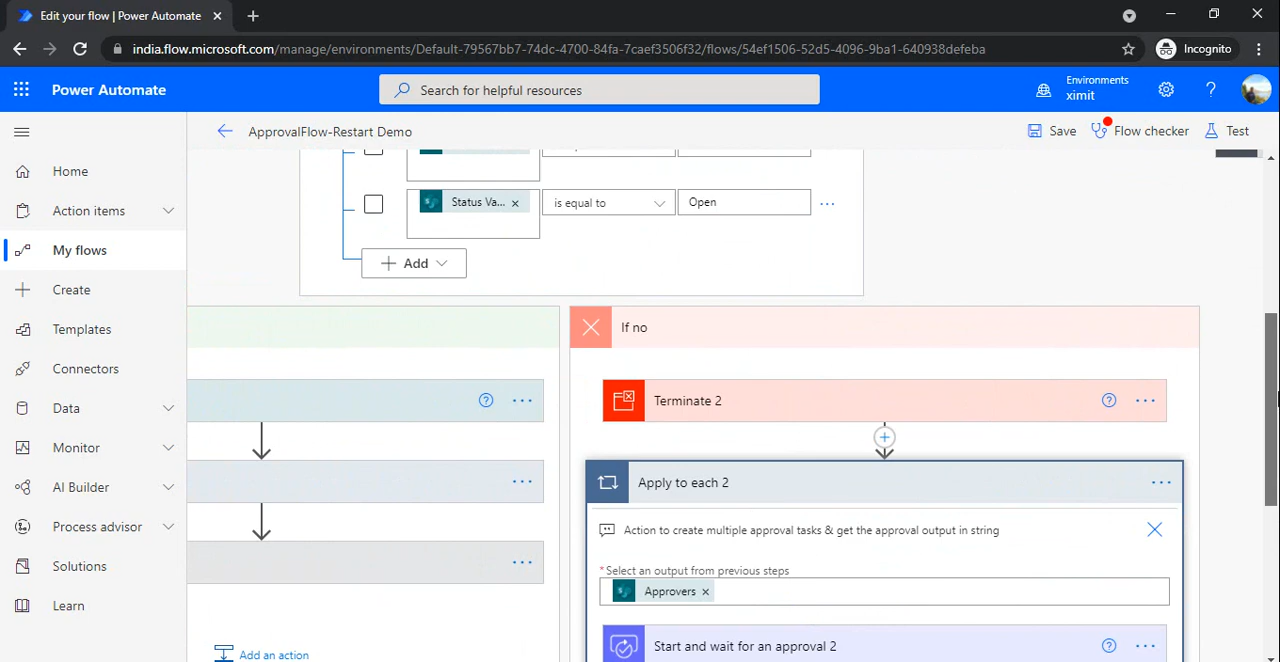 Edit your flow | Power Automate
india.flow.microsoft.com/manage/environments/Default-79567bb7-74dc-4700-84fa-7caef3506f32/flows/54ef1506-52d5-4096-9ba1-640938defeba
Incognito
Power Automate
Search for helpful resources
Environments
ximit
ApprovalFlow-Restart Demo
Save
Flow checker
Test
Home
Action items
My flows
Create
Templates
Connectors
Data
Monitor
AI Builder
Process advisor
Solutions
Learn
Status Va...
is equal to
Open
Add
If no
Terminate 2
Apply to each 2
Action to create multiple approval tasks & get the approval output in string
* Select an output from previous steps
Approvers
Start and wait for an approval 2
Add an action